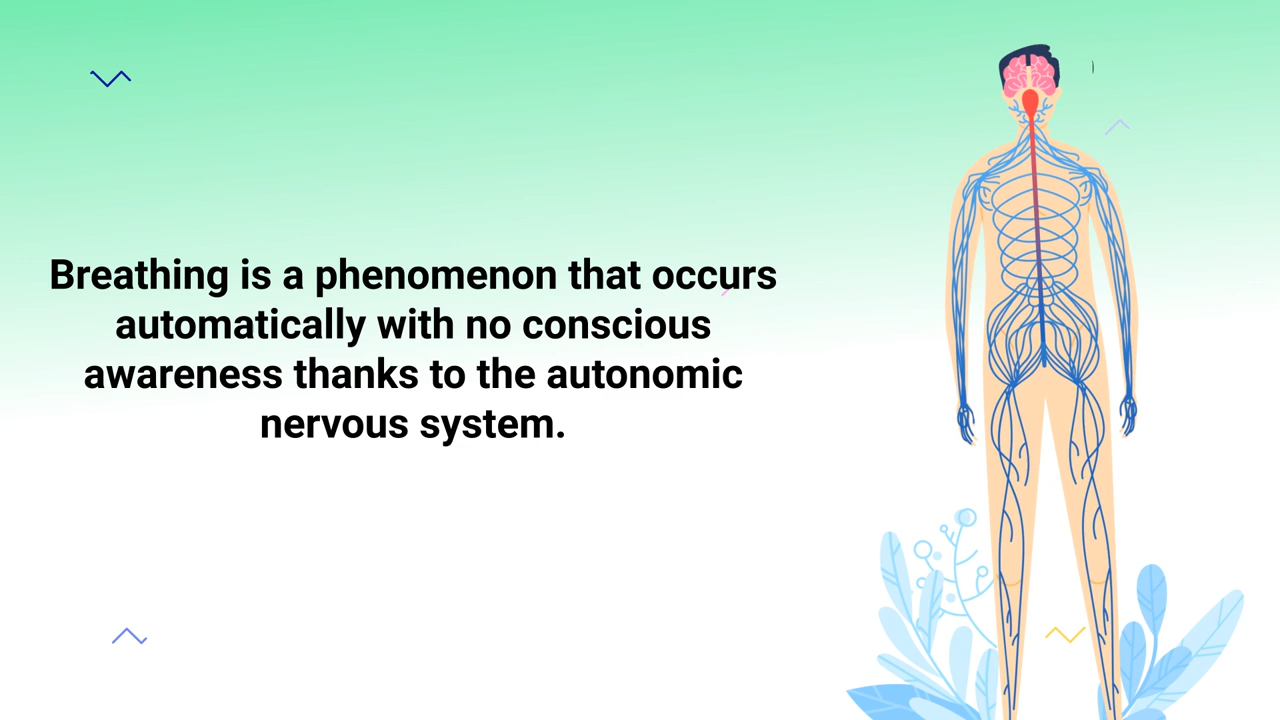 Breathing is a phenomenon that occurs
automatically with no conscious
awareness thanks to the autonomic
nervous system.